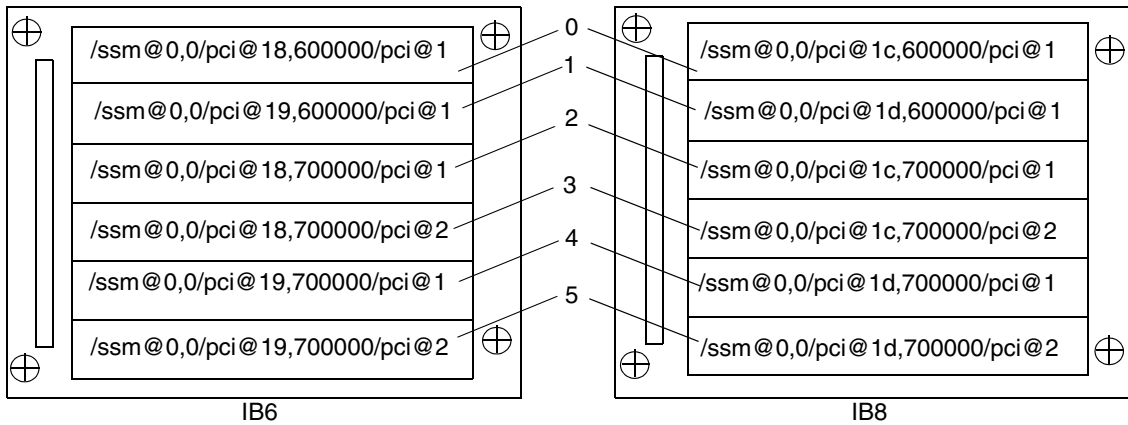 /ssm@0,0/pci@18,600000/pci@1
/ssm@0,0/pci@19,600000/pci@1
/ssm@0,0/pci@18,700000/pci@1
/ssm@0,0/pci@18,700000/pci@2
/ssm@0,0/pci@19,700000/pci@1
/ssm@0,0/pci@19,700000/pci@2
IB6
0
1
2
3
4
5
/ssm@0,0/pci@1c,600000/pci@1
/ssm@0,0/pci@1d,600000/pci@1
/ssm@0,0/pci@1c,700000/pci@1
/ssm@0,0/pci@1c,700000/pci@2
/ssm@0,0/pci@1d,700000/pci@1
/ssm@0,0/pci@1d,700000/pci@2
IB8